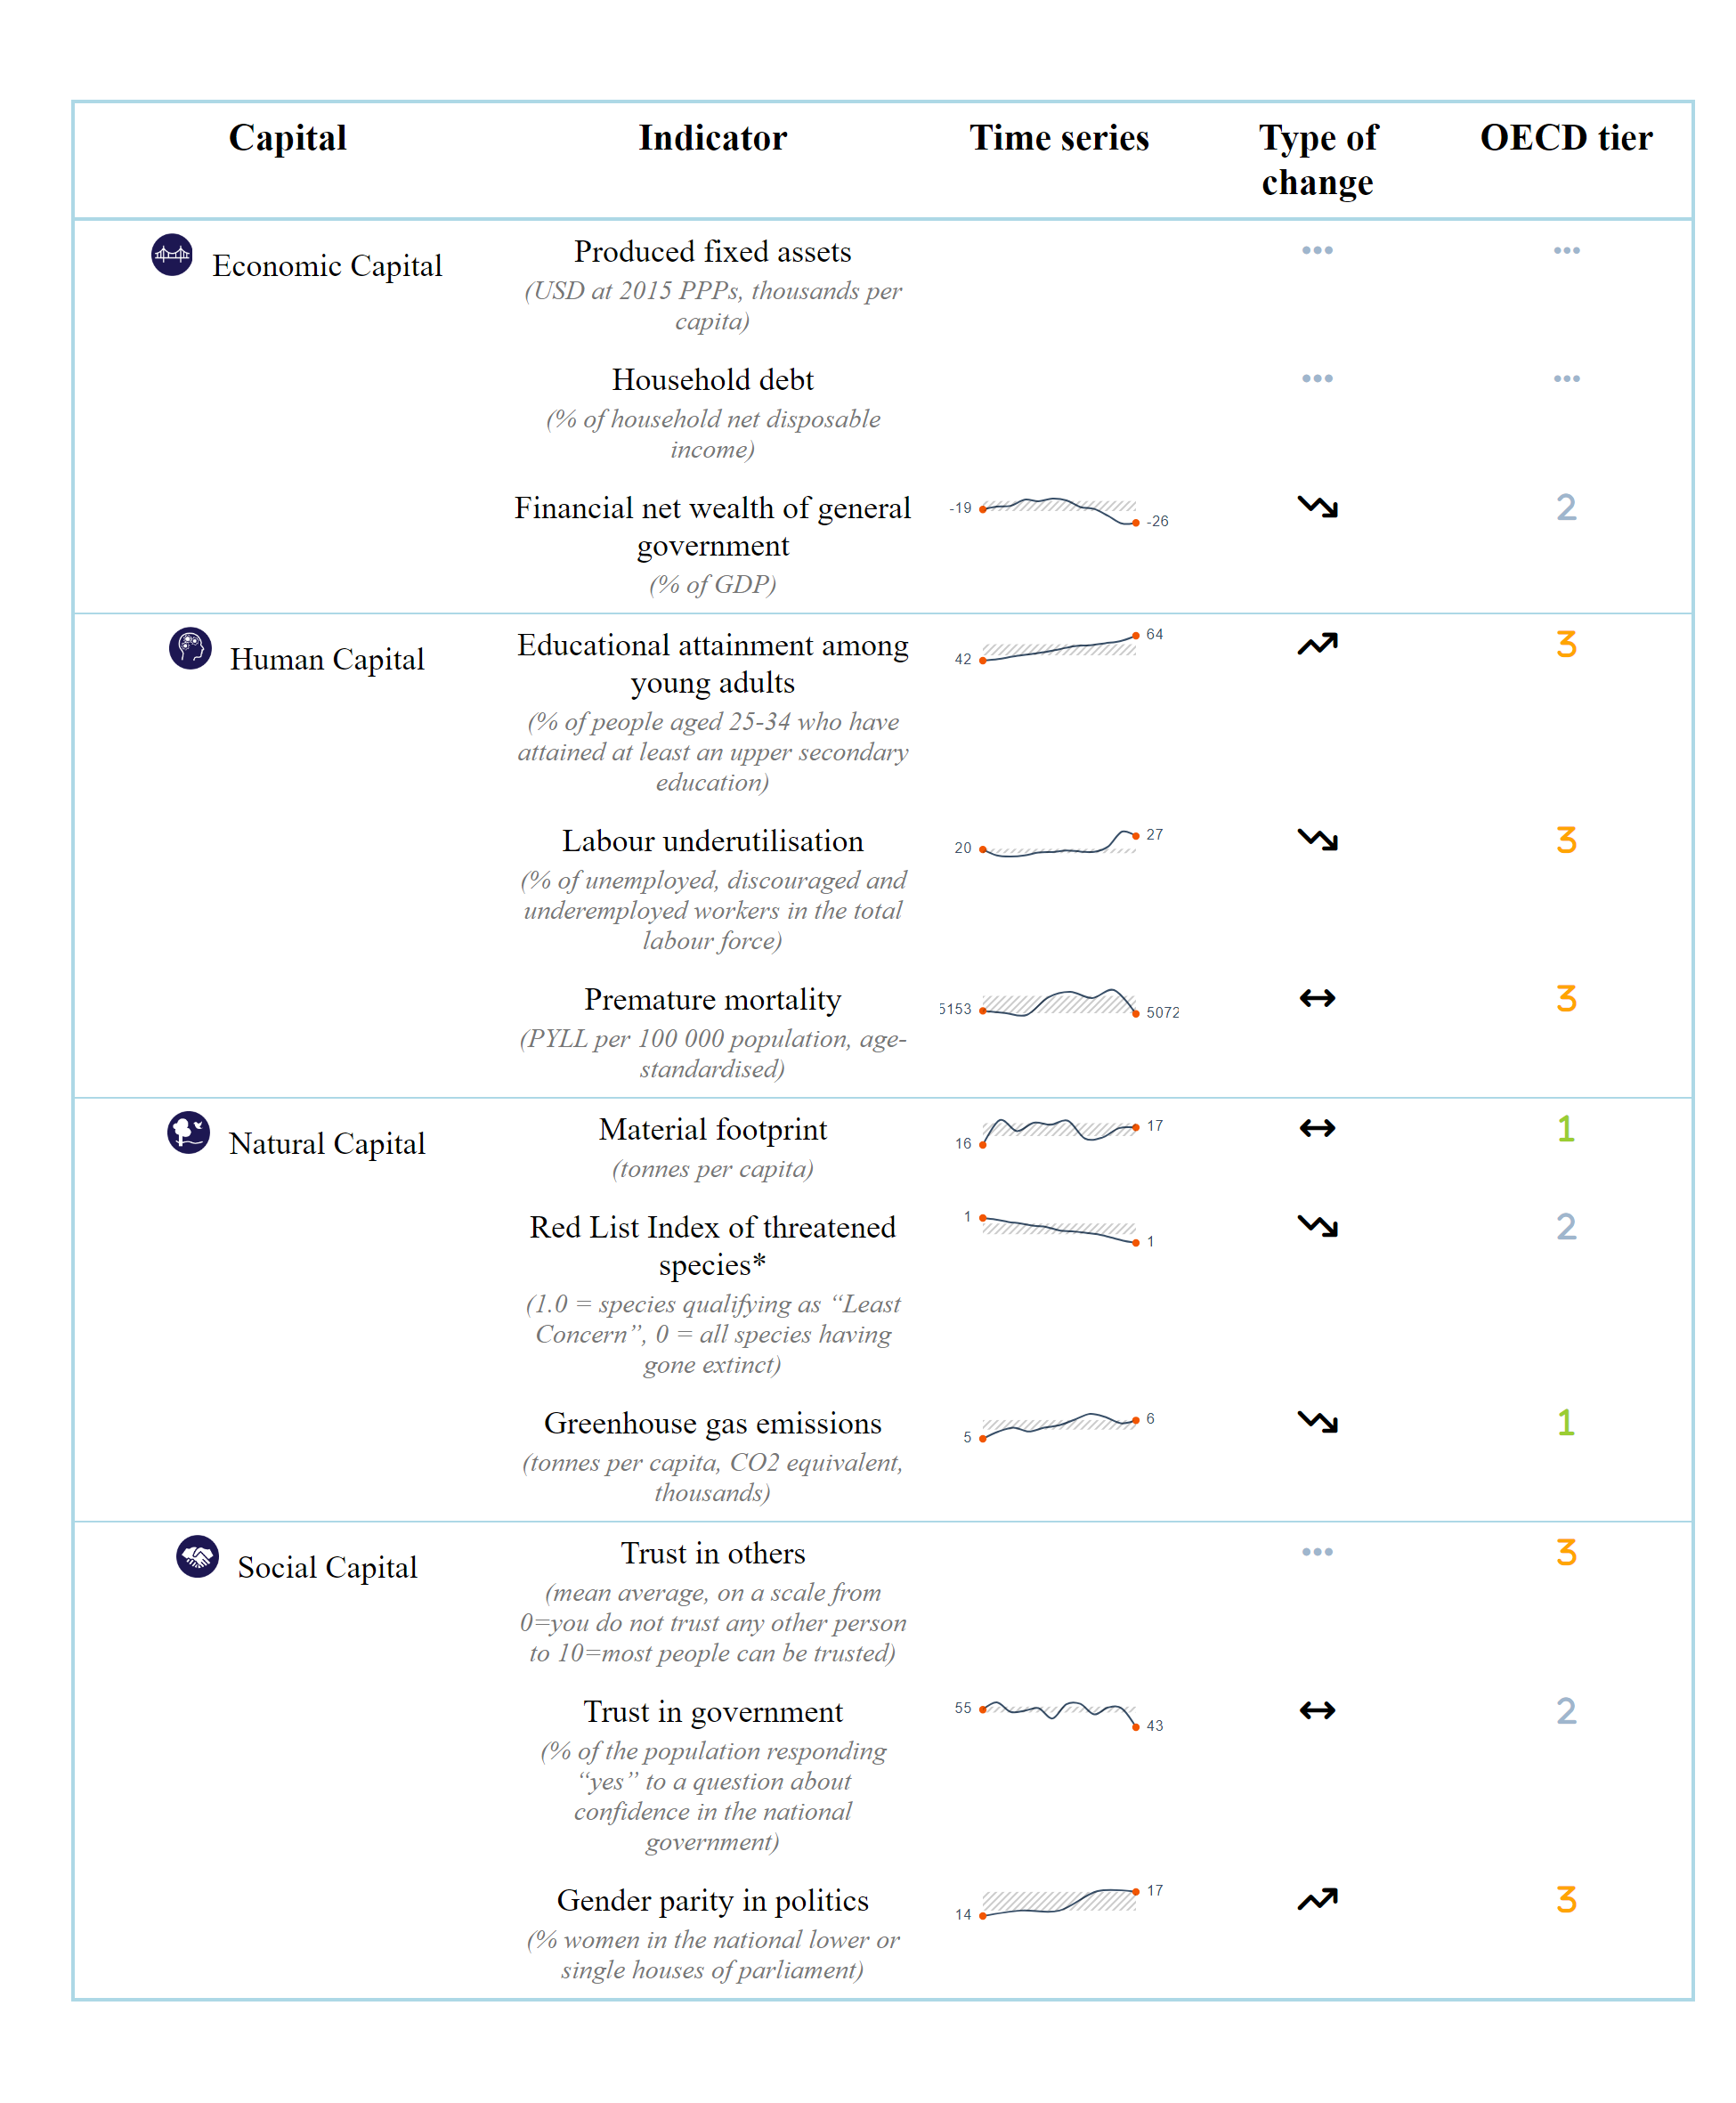 Capital Indicator Time series Type of change OECD tier
Economic Capital
Produced fixed assets
(USD at 2015 PPPs, thousands per
capita)
••• •••
Household debt
(% of household net disposable
income)
••• •••
Financial net wealth of general
government
(% of GDP)
-19 -26 2
Human Capital
Educational attainment among
young adults
(% of people aged 25-34 who have
attained at least an upper secondary
education)
42 64 3
Labour underutilisation
(% of unemployed, discouraged and
underemployed workers in the total
labour force)
20 27 3
Premature mortality
(PYLL per 100 000 population, age-
standardised)
5153 5072 3
Natural Capital
Material footprint
(tonnes per capita)
16 17 1
Red List Index of threatened
species*
(1.0 = species qualifying as “Least
Concern”, 0 = all species having
gone extinct)
1 1 2
Greenhouse gas emissions
(tonnes per capita, CO2 equivalent,
thousands)
5 6 1
Social Capital
Trust in others
(mean average, on a scale from
0=you do not trust any other person
to 10=most people can be trusted)
••• 3
Trust in government
(% of the population responding
“yes” to a question about
confidence in the national
government)
55 43 2
Gender parity in politics
(% women in the national lower or
single houses of parliament)
14 17 3